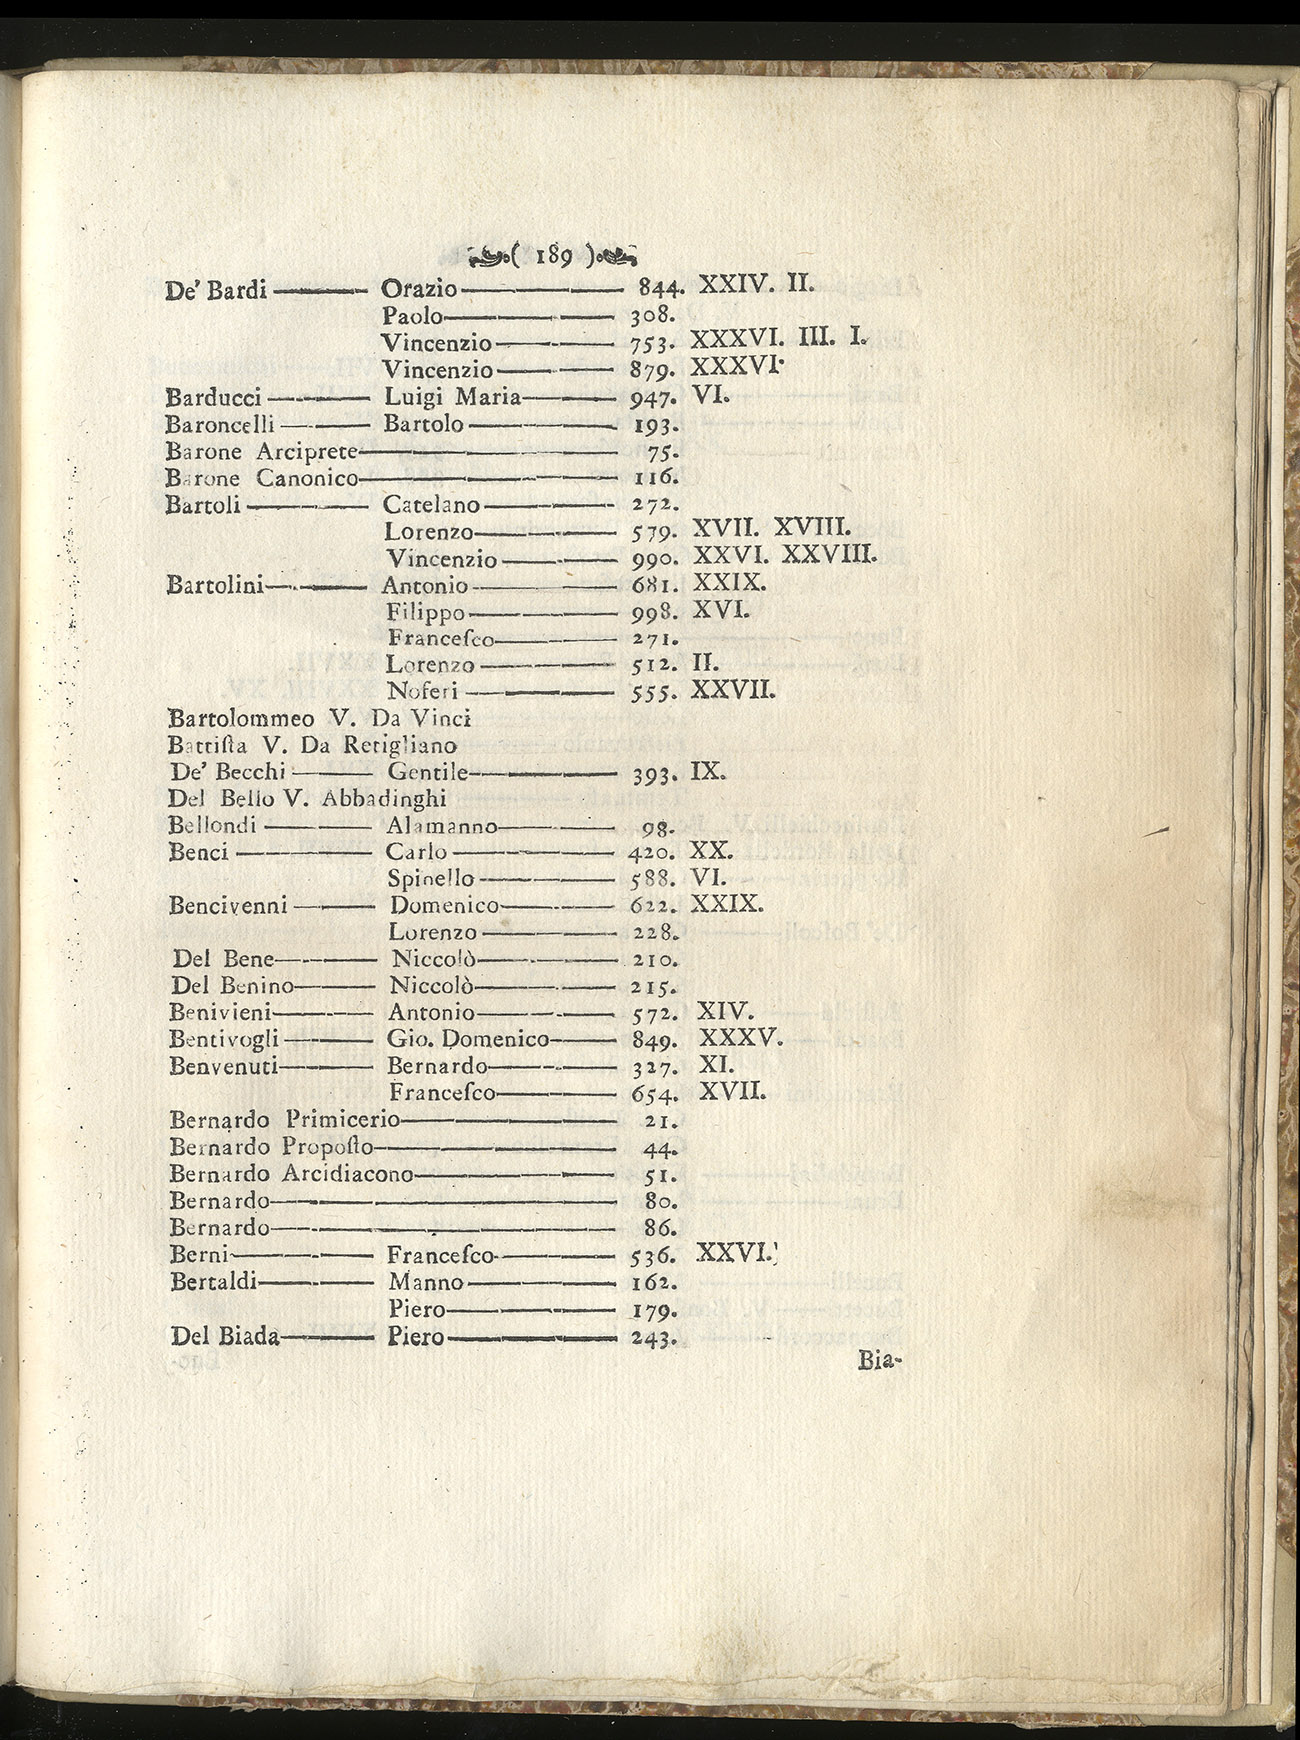 ( 189 )
De' Bardi — Orazio — 844. XXIV. II.
Paolo — 308.
Vincenzio — 753. XXXVI. III. I.
Vincenzio — 879. XXXVI.
Barducci — Luigi Maria — 947. VI.
Baroncelli — Bartolo — 193.
Barone Arciprete — 75.
Barone Canonico — 116.
Bartoli — Catelano — 272.
Lorenzo — 579. XVII. XVIII.
Vincenzio — 990. XXVI. XXVIII.
Bartolini — Antonio — 681. XXIX.
Filippo — 998. XVI.
Franceſco — 271.
Lorenzo — 512. II.
Noferi — 555. XXVII.
Bartolommeo V. Da Vinci
Battiſta V. Da Retigliano
De' Becchi — Gentile — 393. IX.
Del Bello V. Abbadinghi
Bellondi — Alamanno — 98.
Benci — Carlo — 420. XX.
Spinello — 588. VI.
Bencivenni — Domenico — 622. XXIX.
Lorenzo — 228.
Del Bene — Niccolò — 210.
Del Benino — Niccolò — 215.
Benivieni — Antonio — 572. XIV.
Bentivogli — Gio. Domenico — 849. XXXV.
Benvenuti — Bernardo — 327. XI.
Franceſco — 654. XVII.
Bernardo Primicerio — 21.
Bernardo Propoſto — 44.
Bernardo Arcidiacono — 51.
Bernardo — 80.
Bernardo — 86.
Berni — Franceſco — 536. XXVI.
Bertaldi — Manno — 162.
Piero — 179.
Del Biada — Piero — 243.
Bia-